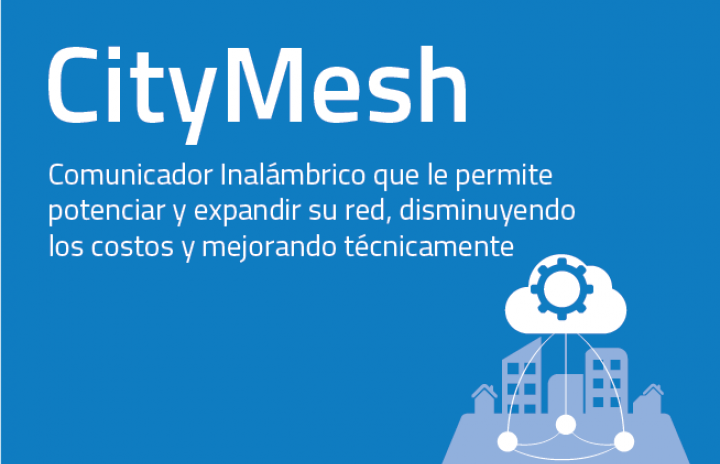 CityMesh
Comunicador Inalámbrico que le permite
potenciar y expandir su red, disminuyendo
los costos y mejorando técnicamente